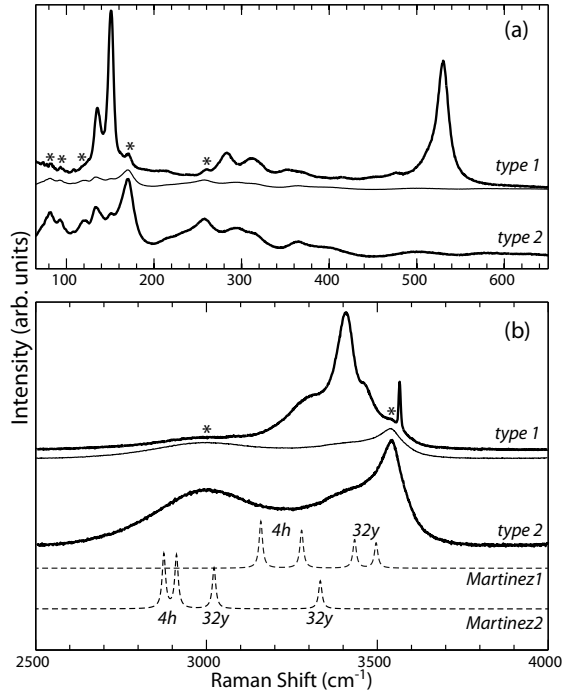 (a)
* * * * *
type 1
type 2
100 200 300 400 500 600
Intensity (arb. units)
(b)
* *
type 1
type 2
4h 32y
Martinez1
4h 32y 32y
Martinez2
2500 3000 3500 4000
Raman Shift (cm⁻¹)